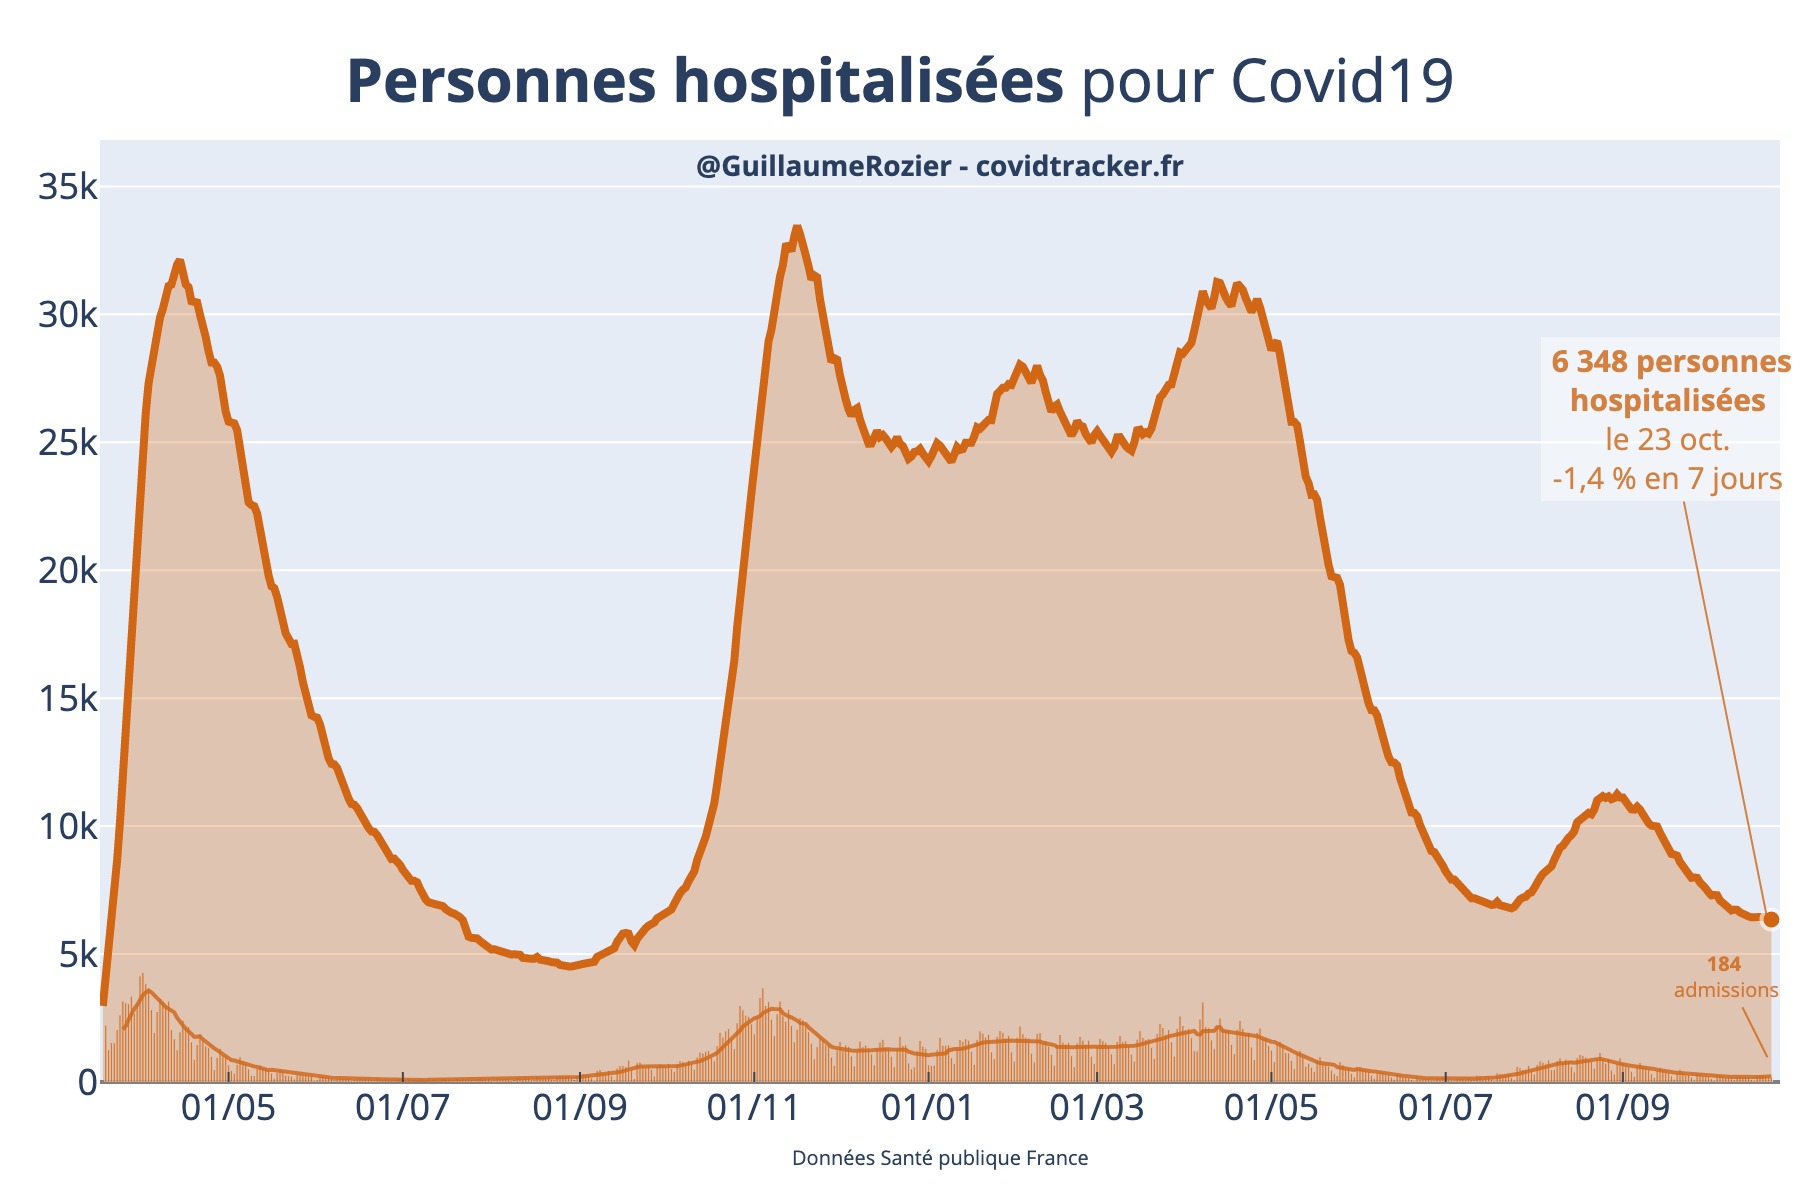 Personnes hospitalisées pour Covid19
@GuillaumeRozier - covidtracker.fr
35k
30k
25k
20k
15k
10k
5k
0
6 348 personnes
hospitalisées
le 23 oct.
-1,4 % en 7 jours
184
admissions
01/05
01/07
01/09
01/11
01/01
01/03
01/05
01/07
01/09
Données Santé publique France